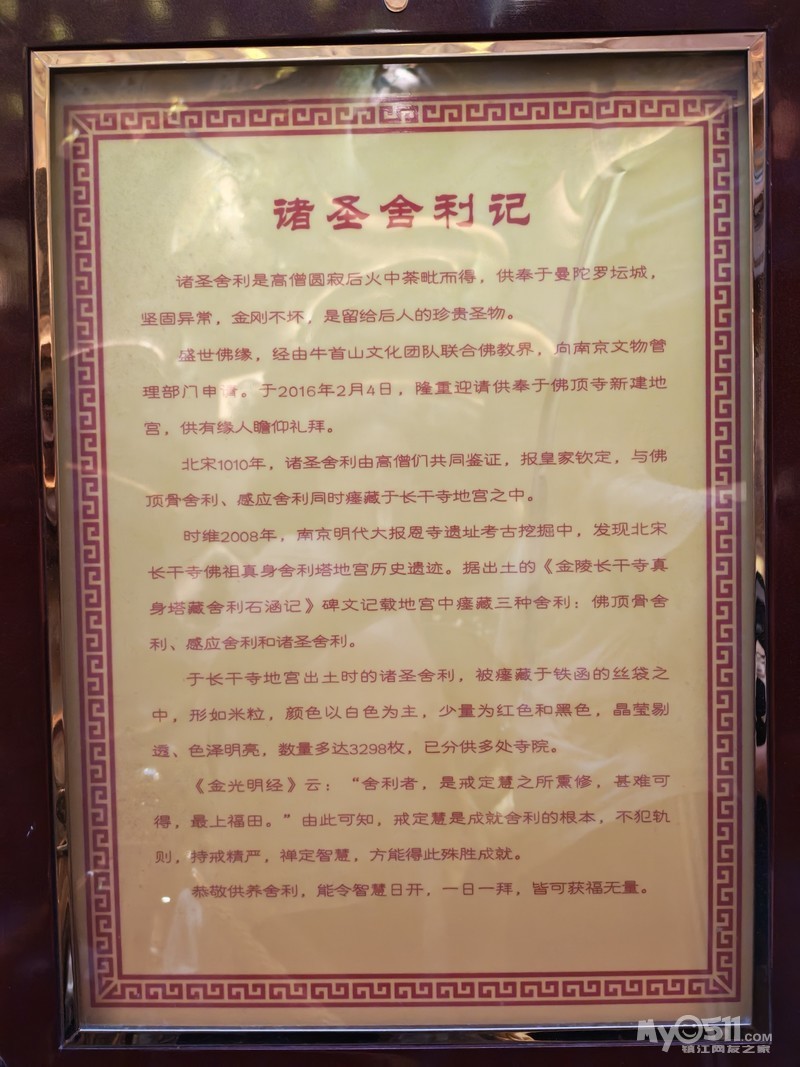 诸圣舍利记
诸圣舍利是高僧圆寂后火中荼毗而得，供奉于曼陀罗坛城，
坚固异常，金刚不坏，是留给后人的珍贵圣物。
盛世佛缘，经由牛首山文化团队联合佛教界，向南京文物管
理部门申请。于2016年2月4日，隆重迎请供奉于佛顶寺新建地
宫，供有缘人瞻仰礼拜。
北宋1010年，诸圣舍利由高僧们共同鉴证，报皇家钦定，与佛
顶骨舍利、感应舍利同时瘗藏于长干寺地宫之中。
时维2008年，南京明代大报恩寺遗址考古挖掘中，发现北宋
长干寺佛祖真身舍利塔地宫历史遗迹。据出土的《金陵长干寺真
身塔藏舍利石涵记》碑文记载地宫中瘗藏三种舍利：佛顶骨舍
利、感应舍利和诸圣舍利。
于长干寺地宫出土时的诸圣舍利，被瘗藏于铁函的丝袋之
中，形如米粒，颜色以白色为主，少量为红色和黑色，晶莹剔
透、色泽明亮，数量多达3298枚，已分供多处寺院。
《金光明经》云：“舍利者，是戒定慧之所熏修，甚难可
得，最上福田。”由此可知，戒定慧是成就舍利的根本，不犯轨
则，持戒精严，禅定智慧，方能得此殊胜成就。
恭敬供养舍利，能令智慧日开，一日一拜，皆可获福无量。
MY0511.COM
镇江网友之家